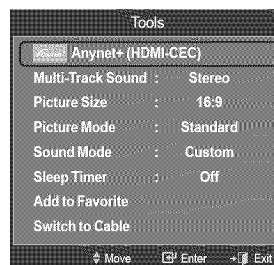 Tools
Anynet+ (HDMI-CEC)
Multi-Track Sound : Stereo
Picture Size : 16:9
Picture Mode : Standard
Sound Mode : Custom
Sleep Timer : Off
Add to Favorite
Switch to Cable
Move Enter Exit